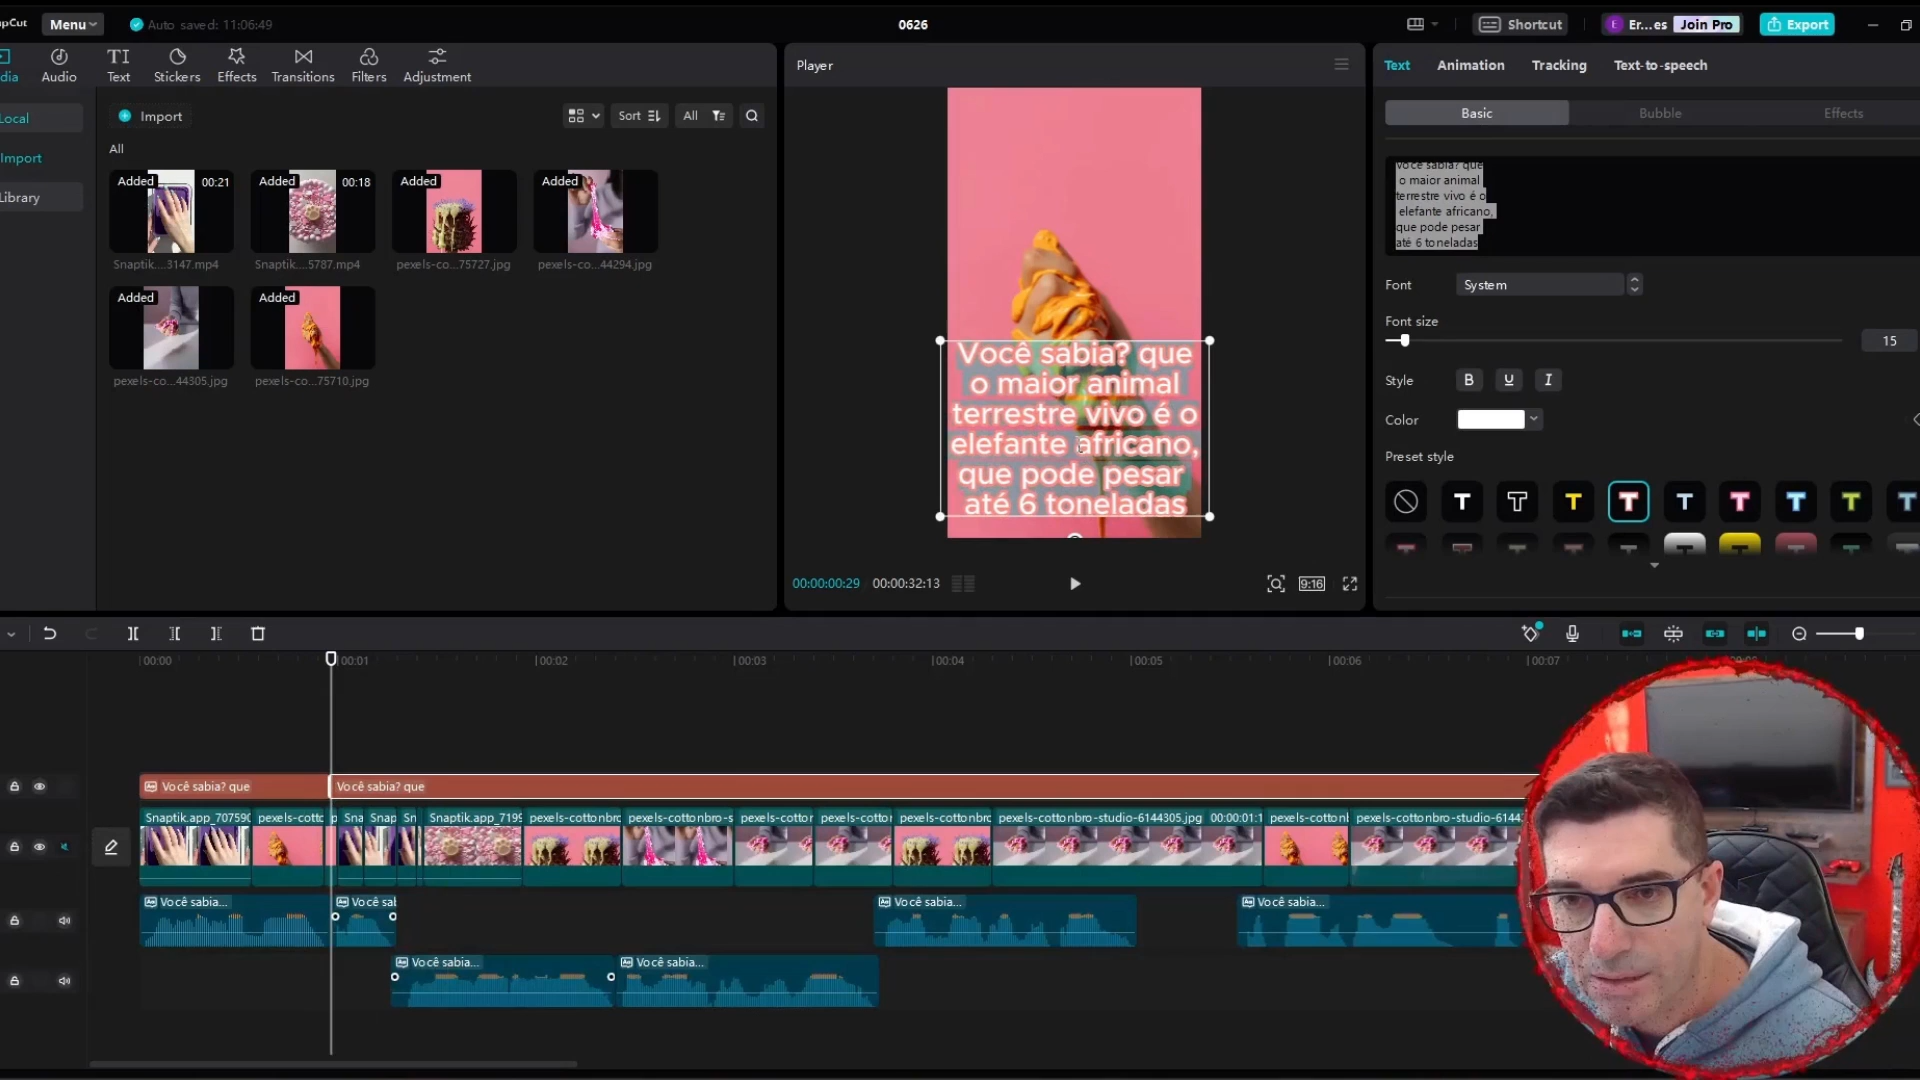 Menu
Auto saved: 11:06:49
0626
Shortcut
Er...es
Join Pro
Export
Audio
Text
Stickers
Effects
Transitions
Filters
Adjustment
Import
Library
Import
Sort
All
All
Added 00:21
Snaptik....3147.mp4
Added 00:18
Snaptik....5787.mp4
Added
pexels-co...75727.jpg
Added
pexels-co...44294.jpg
Added
pexels-co...44305.jpg
Added
pexels-co...75710.jpg
Player
Você sabia? que
o maior animal
terrestre vivo é o
elefante africano,
que pode pesar
até 6 toneladas
00:00:00:29
00:00:32:13
9:16
Text
Animation
Tracking
Text-to-speech
Basic
Bubble
Effects
Você sabia? que
o maior animal
terrestre vivo é o
elefante africano,
que pode pesar
até 6 toneladas
Font
System
Font size
15
Style
B
U
I
Color
Preset style
00:00
00:01
00:02
00:03
00:04
00:05
00:06
00:07
Você sabia? que
Você sabia? que
Snaptik.app_707590
pexels-cotto
Sna
Snap
Sn
Snaptik.app_7199
pexels-cottonbro
pexels-cottonbro-s
pexels-cottor
pexels-cotto
pexels-cottonbro
pexels-cottonbro-studio-6144305.jpg
00:00:01:1
pexels-cottonl
pexels-cottonbro-studio-6144
Você sabia...
Você sal
Você sabia...
Você sabia...
Você sabia...
Você sabia...